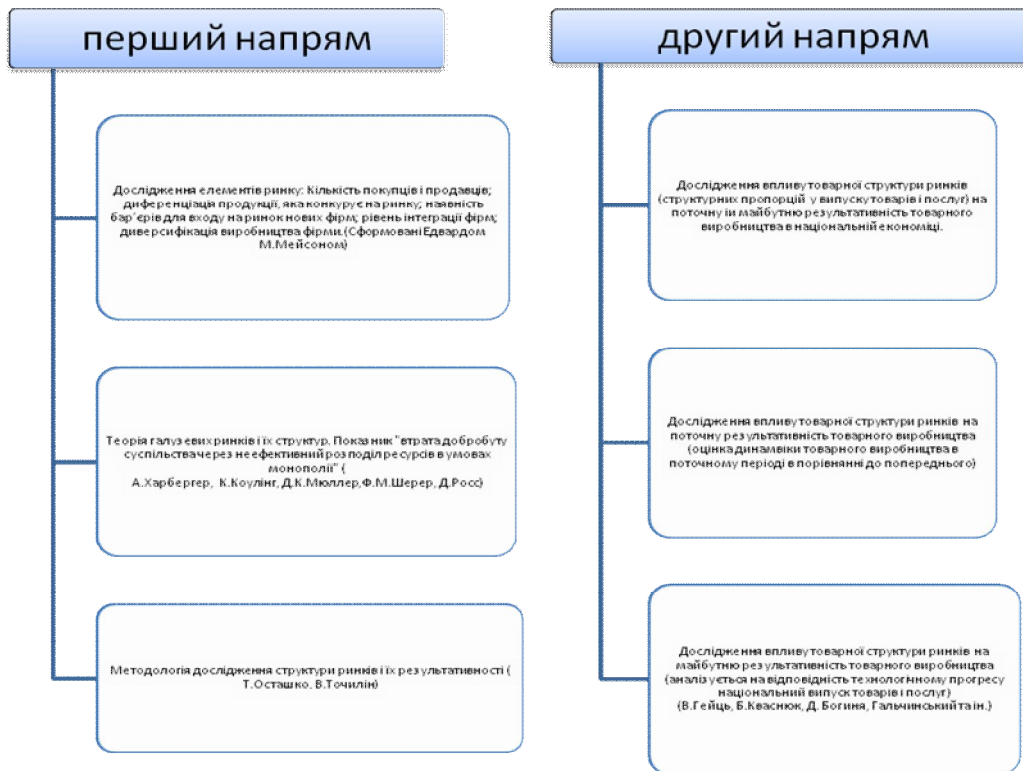 перший напрям
Дослідження елементів ринку: Кількість покупців і продавців;
диференціація продукції, яка конкурує на ринку; наявність
бар'єрів для входу на ринок нових фірм; рівень інтеграції фірм;
диверсифікація виробництва фірми.(Сформовані Едвардом
М.Мейсоном)
Теорія галузевих ринків і їх структур. Показник "втрата добробуту
суспільства через неефективний розподіл ресурсів в умовах
монополії" (
А.Харбергер, К.Коулінг, Д.К.Мюллер, Ф.М.Шерер, Д.Росс)
Методологія дослідження структури ринків і їх результативності (
Т.Осташко. В.Точилін)
другий напрям
Дослідження впливу товарної структури ринків
(структурних пропорцій у випуску товарів і послуг) на
поточну ій майбутню результативність товарного
виробництва в національній економіці.
Дослідження впливу товарної структури ринків на
поточну результативність товарного виробництва
(оцінка динамвіки товарного виробництва в
поточному періоді в порівнянні до попереднього)
Дослідження впливу товарної структури ринків на
майбутню результативність товарного виробництва
(аналізується на відповідність технологічному прогресу
національний випуск товарів і послуг)
(В.Гейць, Б.Кваснюк, Д. Богиня, Гальчинський та ін.)